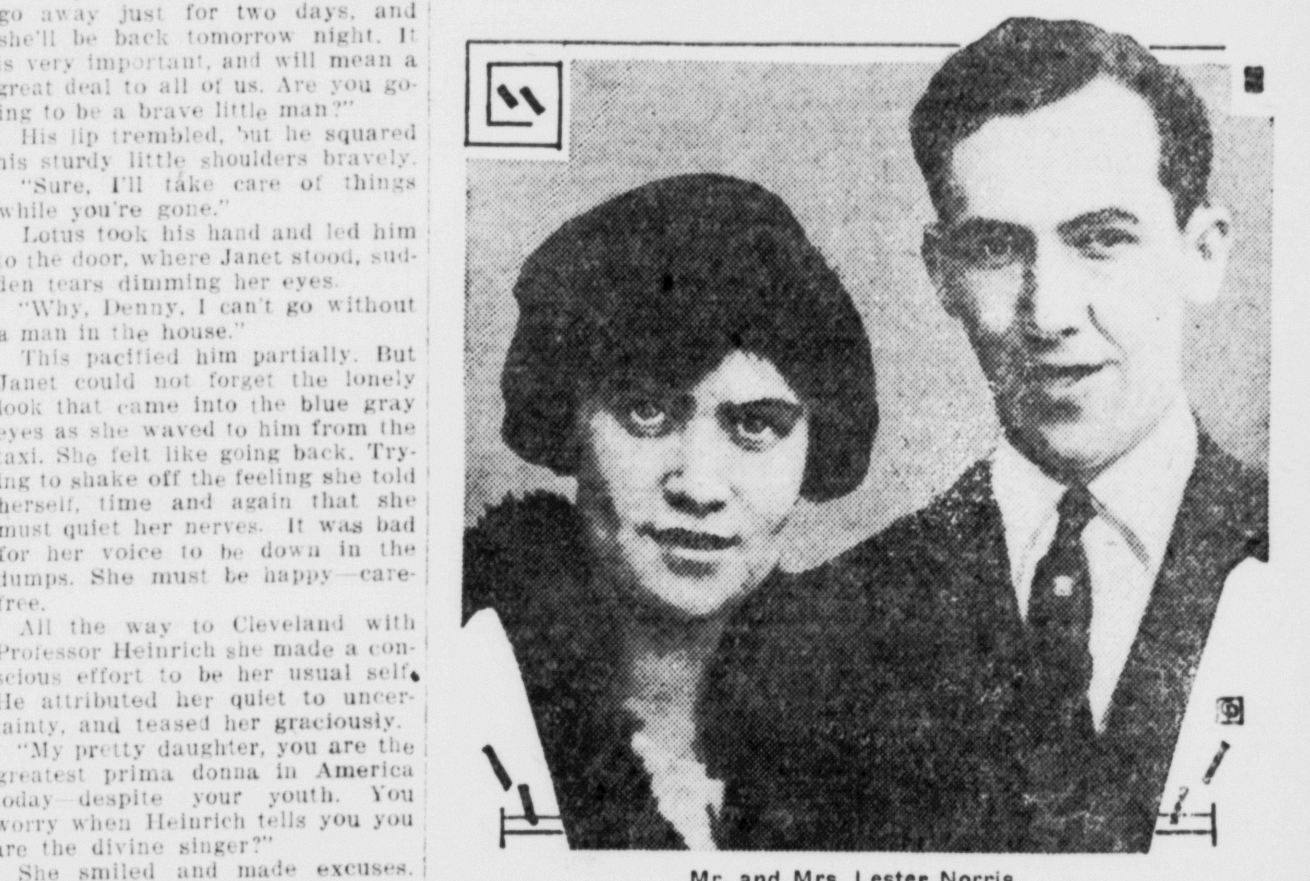 go away just for two days, and
she'll be back tomorrow night. It
is very important, and will mean a
great deal to all of us. Are you go-
ing to be a brave little man?"
His lip trembled, but he squared
his sturdy little shoulders bravely.
"Sure, I'll take care of things
while you're gone."
Lotus took his hand and led him
to the door, where Janet stood, sud-
den tears dimming her eyes.
"Why, Denny, I can't go without
a man in the house."
This pacified him partially. But
Janet could not forget the lonely
look that came into the blue gray
eyes as she waved to him from the
taxi. She felt like going back. Try-
ing to shake off the feeling she told
herself, time and again that she
must quiet her nerves. It was bad
for her voice to be down in the
dumps. She must be happy—care-
free.
All the way to Cleveland with
Professor Heinrich she made a con-
scious effort to be her usual self.
He attributed her quiet to uncer-
tainty, and teased her graciously.
"My pretty daughter, you are the
greatest prima donna in America
today—despite your youth. You
worry when Heinrich tells you you
are the divine singer?"
She smiled and made excuses.
Mr. and Mrs. Lester Norrie